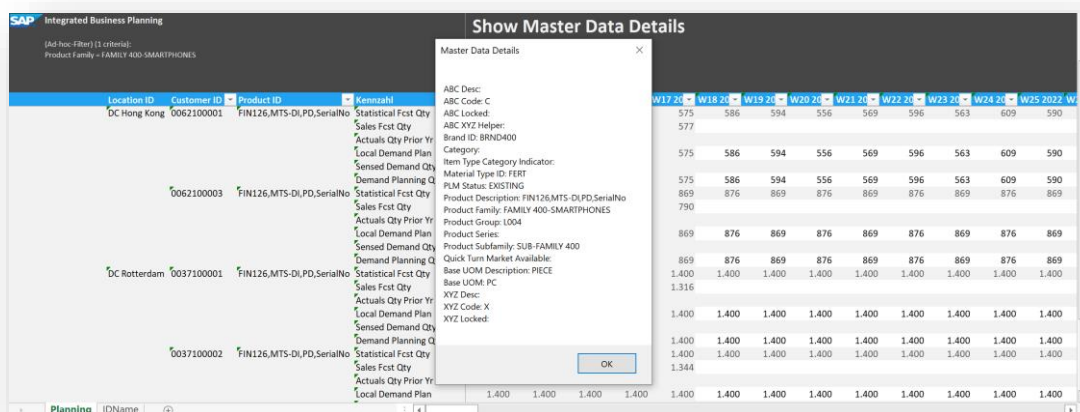 SAP Integrated Business Planning
Show Master Data Details
(Ad-hoc-Filter) (1 criteria):
Product Family = FAMILY 400-SMARTPHONES
Master Data Details
ABC Desc:
ABC Code: C
ABC Locked:
ABC XYZ Helper:
Brand ID: BRND400
Category:
Item Type Category Indicator:
Material Type ID: FERT
PLM Status: EXISTING
Product Description: FIN126,MTS-DI,PD,SerialNo
Product Family: FAMILY 400-SMARTPHONES
Product Group: L004
Product Series:
Product Subfamily: SUB-FAMILY 400
Quick Turn Market Available:
Base UOM Description: PIECE
Base UOM: PC
XYZ Desc:
XYZ Code: X
XYZ Locked:
OK
Location ID Customer ID Product ID Kennzahl W17 20 W18 20 W19 20 W20 20 W21 20 W22 20 W23 20 W24 20 W25 2022
DC Hong Kong 0062100001 FIN126,MTS-DI,PD,SerialNo Statistical Fcst Qty 575 586 594 556 569 596 563 609 590
Sales Fcst Qty 577
Actuals Qty Prior Yr
Local Demand Plan 575 586 594 556 569 596 563 609 590
Sensed Demand Qty
Demand Planning Q 575 586 594 556 569 596 563 609 590
0062100003 FIN126,MTS-DI,PD,SerialNo Statistical Fcst Qty 869 876 869 876 869 876 869 876 869
Sales Fcst Qty 790
Actuals Qty Prior Yr
Local Demand Plan 869 876 869 876 869 876 869 876 869
Sensed Demand Qty
Demand Planning Q 869 876 869 876 869 876 869 876 869
DC Rotterdam 0037100001 FIN126,MTS-DI,PD,SerialNo Statistical Fcst Qty 1.400 1.400 1.400 1.400 1.400 1.400 1.400 1.400 1.400
Sales Fcst Qty 1.316
Actuals Qty Prior Yr
Local Demand Plan 1.400 1.400 1.400 1.400 1.400 1.400 1.400 1.400 1.400
Sensed Demand Qty
Demand Planning Q 1.400 1.400 1.400 1.400 1.400 1.400 1.400 1.400 1.400
0037100002 FIN126,MTS-DI,PD,SerialNo Statistical Fcst Qty 1.400 1.400 1.400 1.400 1.400 1.400 1.400 1.400 1.400
Sales Fcst Qty 1.344
Actuals Qty Prior Yr
Local Demand Plan 1.400 1.400 1.400 1.400 1.400 1.400 1.400 1.400 1.400 1.400 1.400 1.400 1.400
Planning IDName